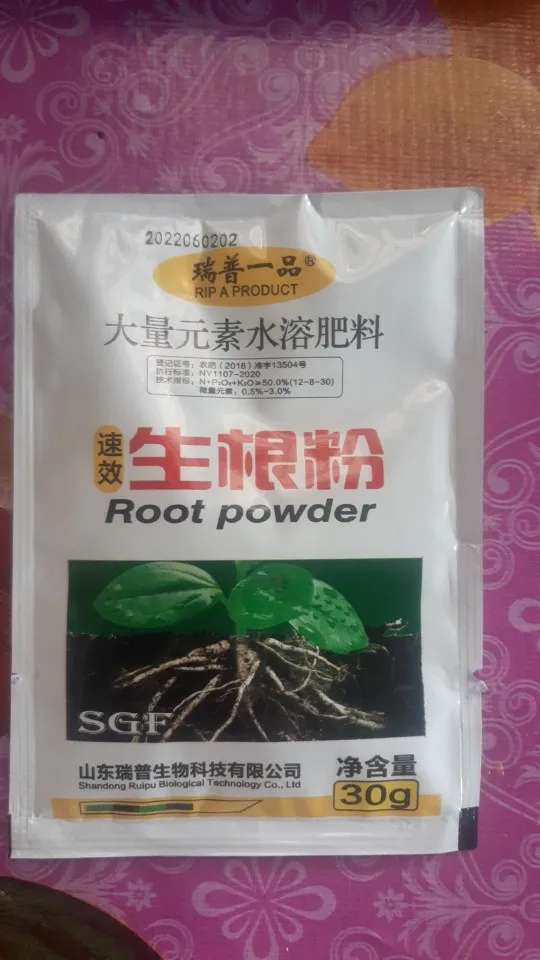 2022060202
瑞普一品®
RIP A PRODUCT
大量元素水溶肥料
登记证号：农肥（2018）准字13504号
执行标准：NY1107-2020
技术指标：N+P₂O₅+K₂O≥50.0%(12-8-30)
微量元素：0.5%-3.0%
速效
生根粉
Root powder
SGF
山东瑞普生物科技有限公司
Shandong Ruipu Biological Technology Co., Ltd
净含量
30g